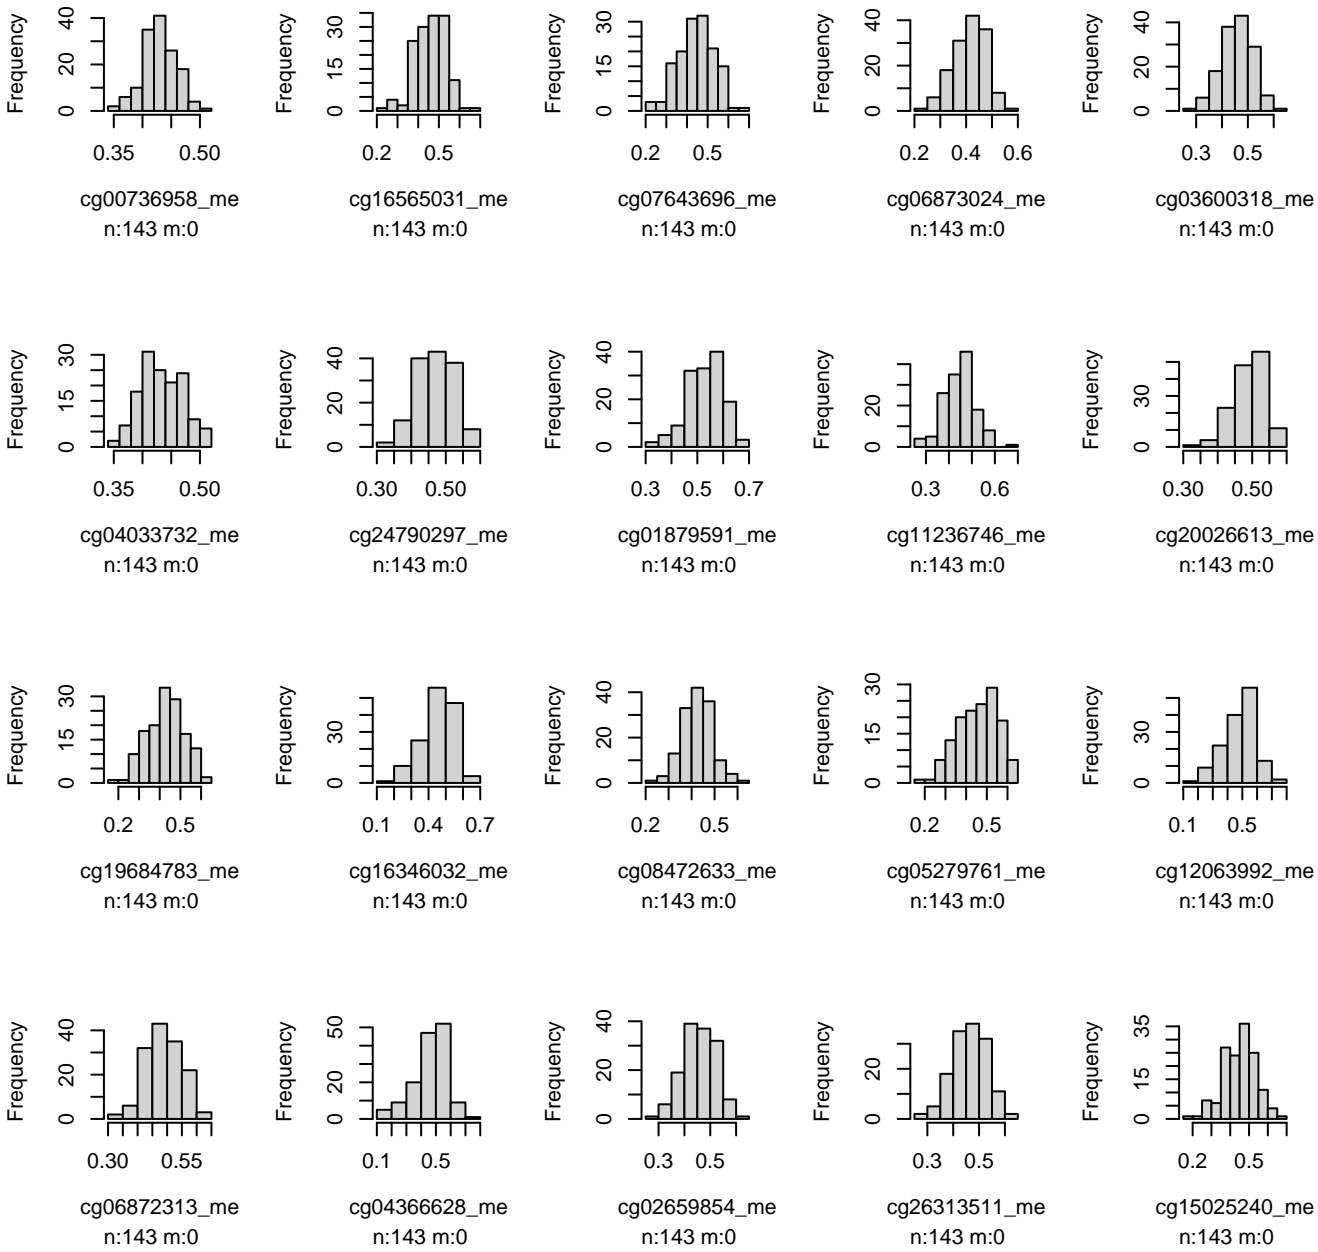 Frequency Frequency Frequency Frequency Frequency
0 20 40 0 15 30 0 15 30 0 20 40 0 20 40
0.35 0.50 0.2 0.5 0.2 0.5 0.2 0.4 0.6 0.3 0.5
cg00736958_me cg16565031_me cg07643696_me cg06873024_me cg03600318_me
n:143 m:0 n:143 m:0 n:143 m:0 n:143 m:0 n:143 m:0
Frequency Frequency Frequency Frequency Frequency
0 15 30 0 20 40 0 20 40 0 20 0 30
0.35 0.50 0.30 0.50 0.3 0.5 0.7 0.3 0.6 0.30 0.50
cg04033732_me cg24790297_me cg01879591_me cg11236746_me cg20026613_me
n:143 m:0 n:143 m:0 n:143 m:0 n:143 m:0 n:143 m:0
Frequency Frequency Frequency Frequency Frequency
0 15 30 0 30 0 20 40 0 15 30 0 30
0.2 0.5 0.1 0.4 0.7 0.2 0.5 0.2 0.5 0.1 0.5
cg19684783_me cg16346032_me cg08472633_me cg05279761_me cg12063992_me
n:143 m:0 n:143 m:0 n:143 m:0 n:143 m:0 n:143 m:0
Frequency Frequency Frequency Frequency Frequency
0 20 40 0 20 50 0 20 40 0 20 0 15 35
0.30 0.55 0.1 0.5 0.3 0.5 0.3 0.5 0.2 0.5
cg06872313_me cg04366628_me cg02659854_me cg26313511_me cg15025240_me
n:143 m:0 n:143 m:0 n:143 m:0 n:143 m:0 n:143 m:0